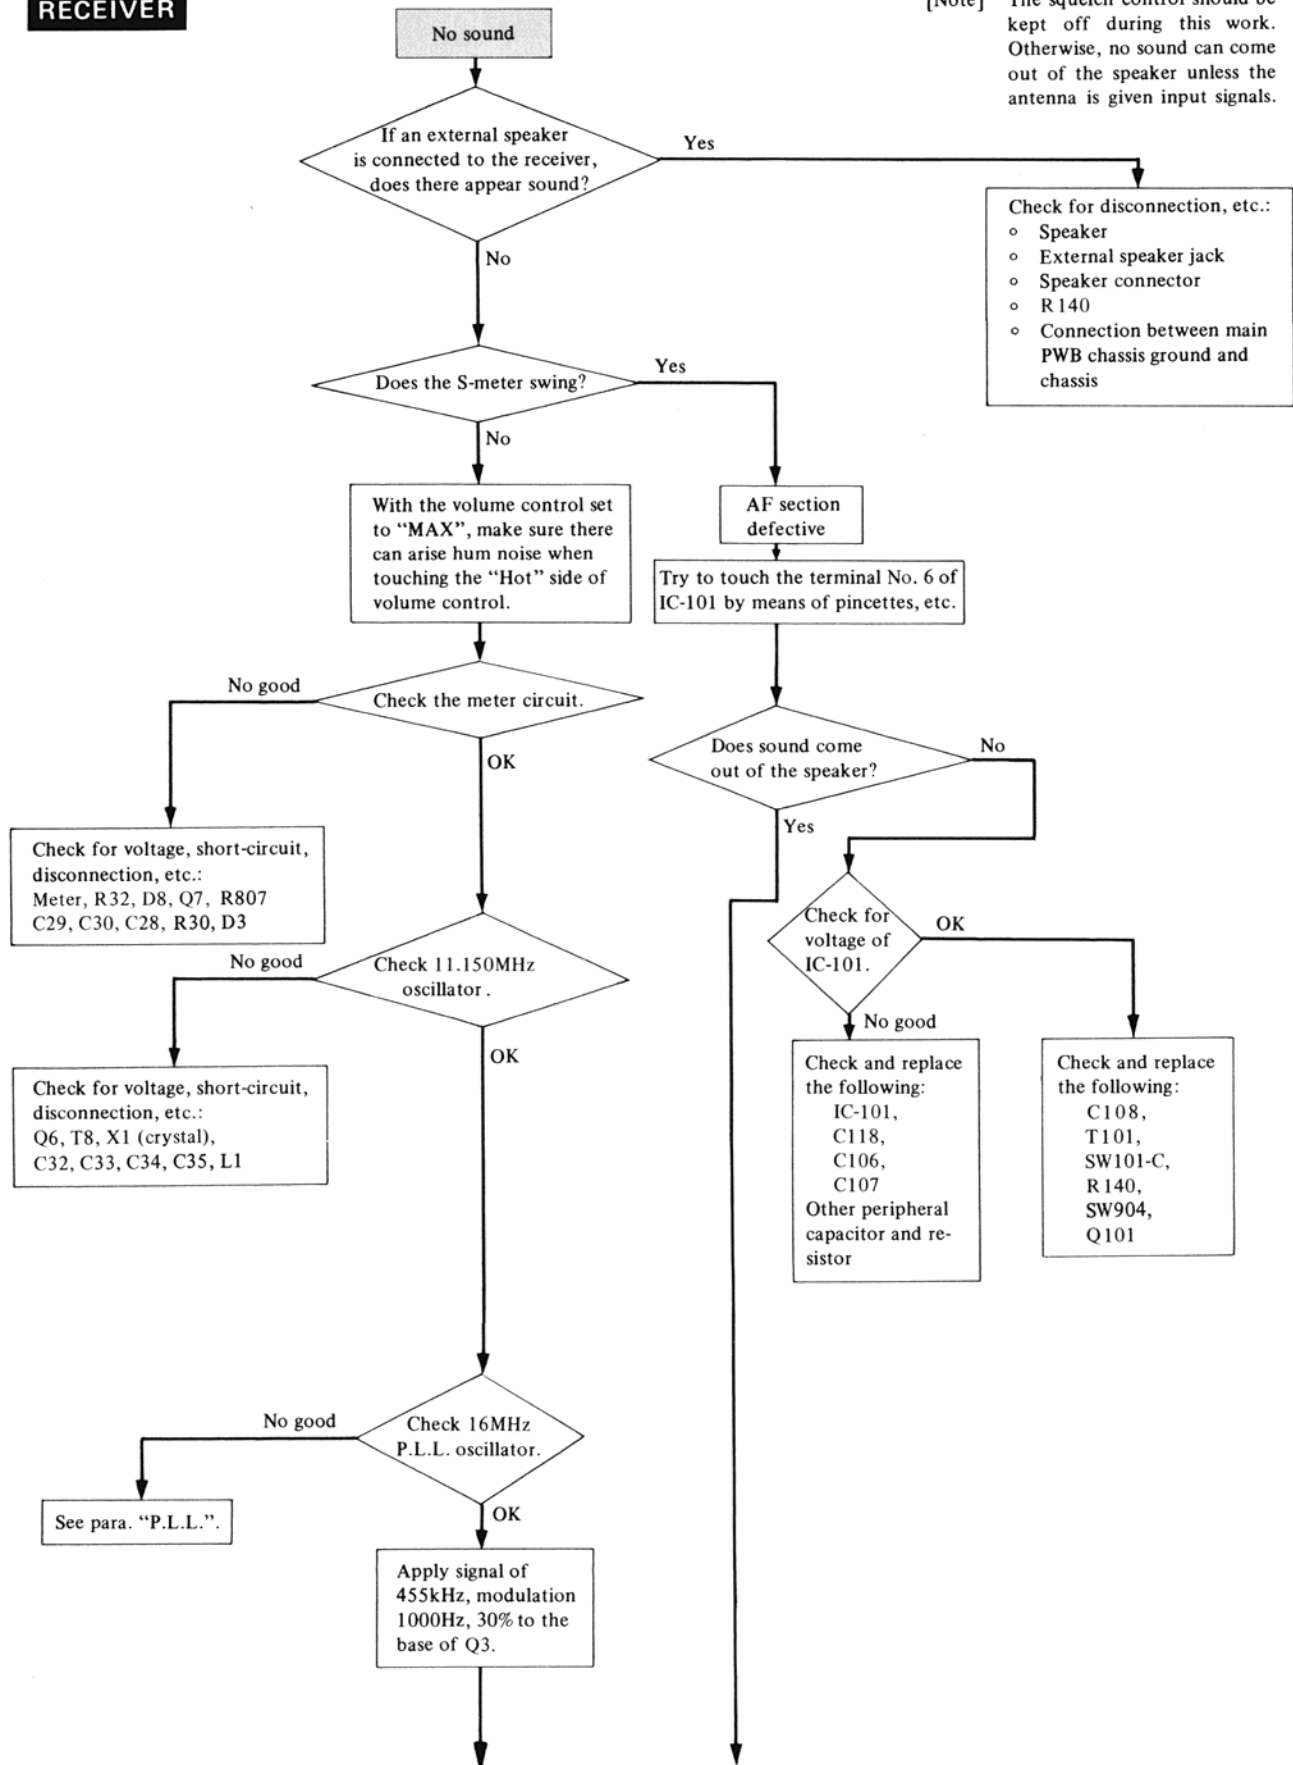 RECEIVER
No sound
[Note] The squelch control should be
kept off during this work.
Otherwise, no sound can come
out of the speaker unless the
antenna is given input signals.
If an external speaker
is connected to the receiver,
does there appear sound?
Yes
No
Check for disconnection, etc.:
Speaker
External speaker jack
Speaker connector
R140
Connection between main
PWB chassis ground and
chassis
Does the S-meter swing?
Yes
No
With the volume control set
to “MAX”, make sure there
can arise hum noise when
touching the “Hot” side of
volume control.
AF section
defective
Try to touch the terminal No. 6 of
IC-101 by means of pincettes, etc.
No good
Check the meter circuit.
OK
Does sound come
out of the speaker?
No
Yes
Check for voltage, short-circuit,
disconnection, etc.:
Meter, R32, D8, Q7, R807
C29, C30, C28, R30, D3
Check for
voltage of
IC-101.
OK
No good
No good
Check 11.150MHz
oscillator.
OK
Check for voltage, short-circuit,
disconnection, etc.:
Q6, T8, X1 (crystal),
C32, C33, C34, C35, L1
Check and replace
the following:
IC-101,
C118,
C106,
C107
Other peripheral
capacitor and re-
sistor
Check and replace
the following:
C108,
T101,
SW101-C,
R140,
SW904,
Q101
No good
Check 16MHz
P.L.L. oscillator.
OK
See para. “P.L.L.”.
Apply signal of
455kHz, modulation
1000Hz, 30% to the
base of Q3.